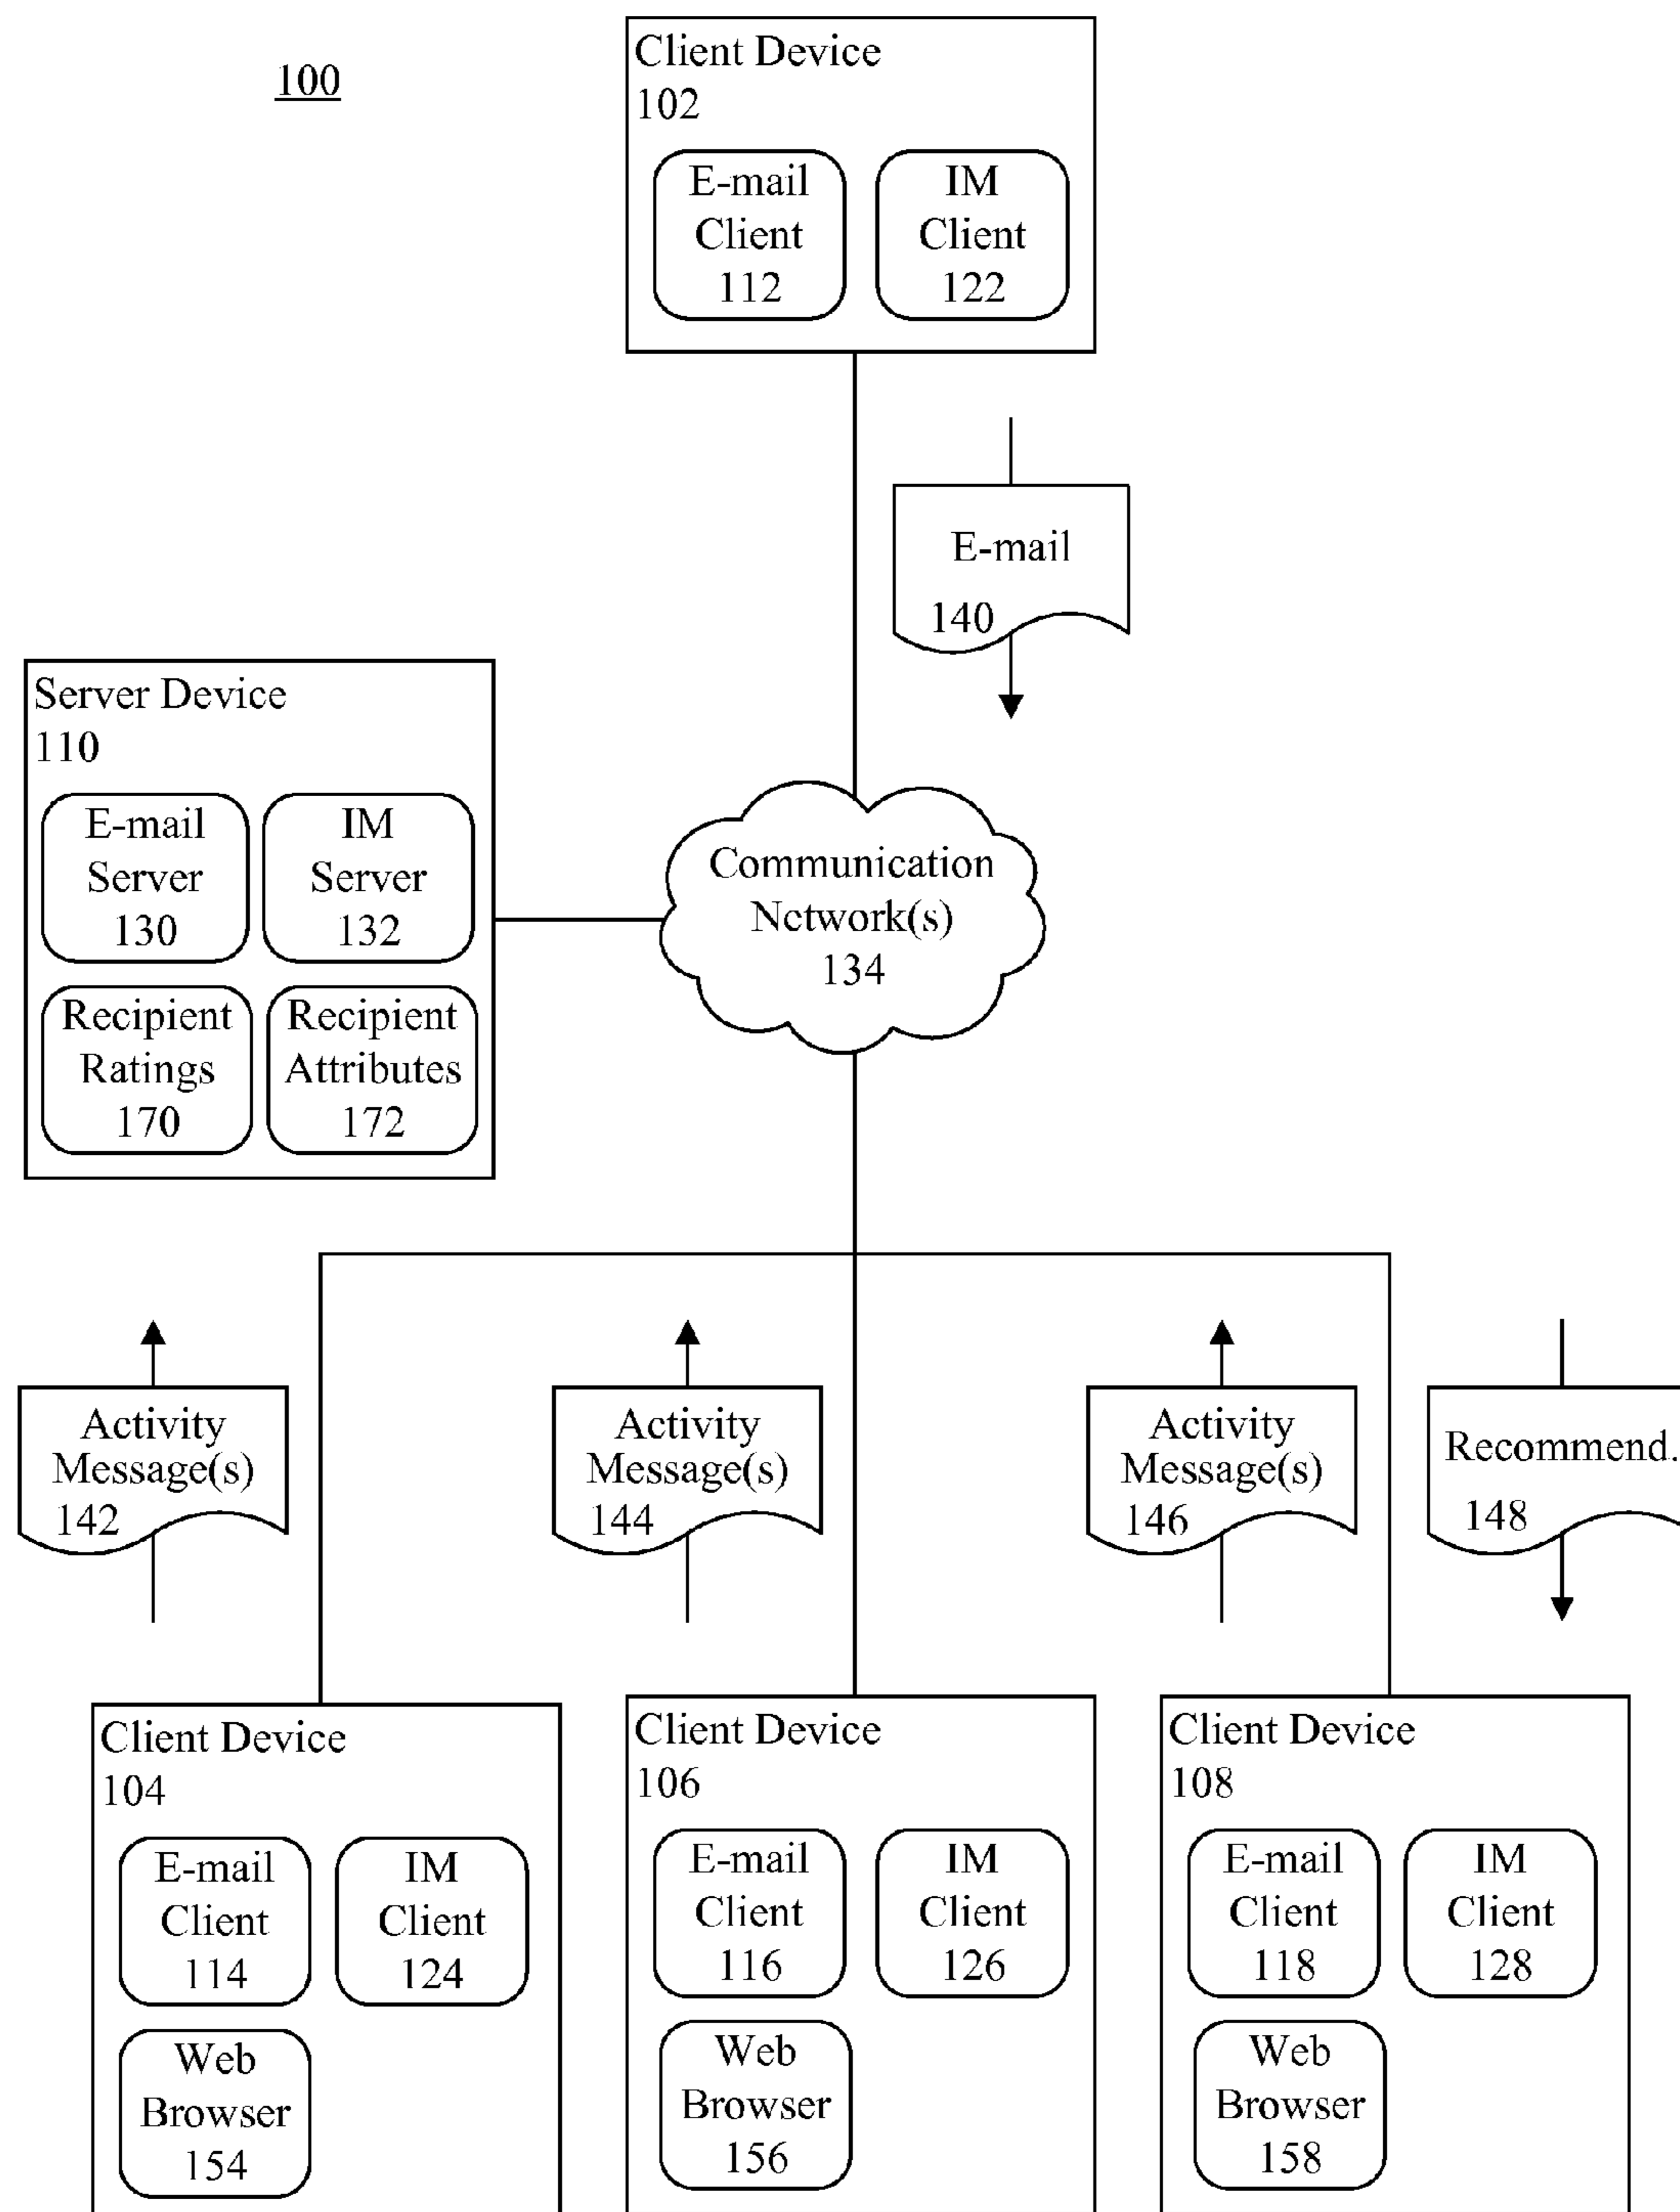 100
Client Device
102
E-mail
Client
112
IM
Client
122
E-mail
140
Server Device
110
E-mail
Server
130
IM
Server
132
Recipient
Ratings
170
Recipient
Attributes
172
Communication
Network(s)
134
Activity
Message(s)
142
Activity
Message(s)
144
Activity
Message(s)
146
Recommend.
148
Client Device
104
E-mail
Client
114
IM
Client
124
Web
Browser
154
Client Device
106
E-mail
Client
116
IM
Client
126
Web
Browser
156
Client Device
108
E-mail
Client
118
IM
Client
128
Web
Browser
158